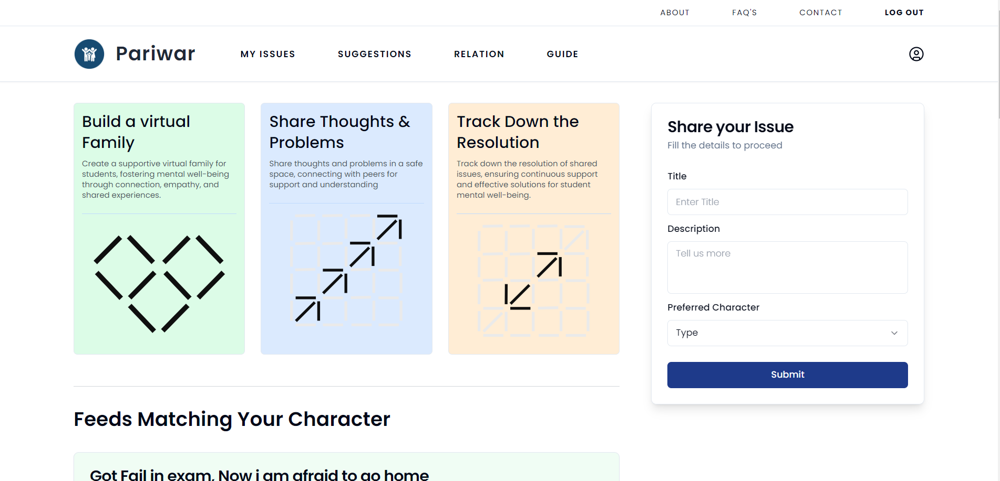 ABOUT
FAQ'S
CONTACT
LOG OUT
Pariwar
MY ISSUES
SUGGESTIONS
RELATION
GUIDE
Build a virtual
Family
Create a supportive virtual family for
students, fostering mental well-being
through connection, empathy, and
shared experiences.
Share Thoughts &
Problems
Share thoughts and problems in a safe
space, connecting with peers for
support and understanding
Track Down the
Resolution
Track down the resolution of shared
issues, ensuring continuous support
and effective solutions for student
mental well-being.
Share your Issue
Fill the details to proceed
Title
Enter Title
Description
Tell us more
Preferred Character
Type
Submit
Feeds Matching Your Character
Got Fail in exam, Now i am afraid to go home